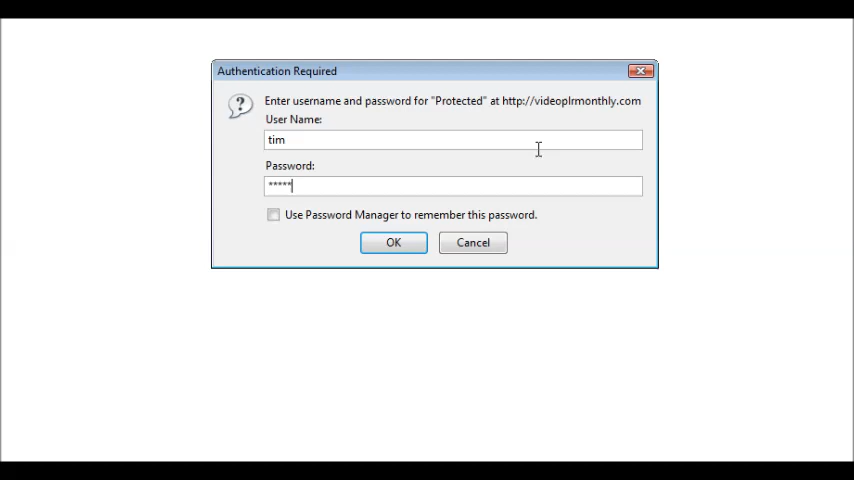 Authentication Required
Enter username and password for "Protected" at http://videoplrmonthly.com
User Name:
tim
Password:
*****
Use Password Manager to remember this password.
OK Cancel